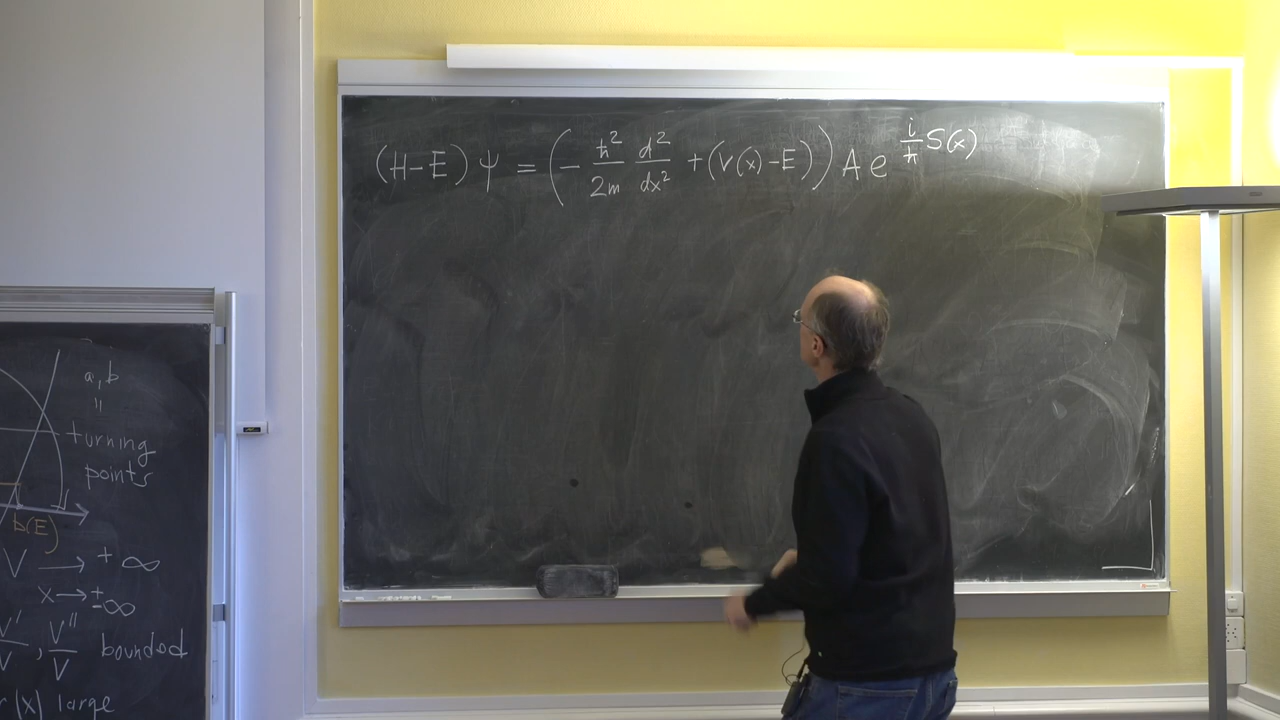 (H-E) ψ = (- ħ²/2m d²/dx² + (V(x)-E)) A e^{i/ħ S(x)}
a, b
"
turning
points
b(E)
V → +∞
x → ±∞
V'/V , V''/V bounded
(x) large